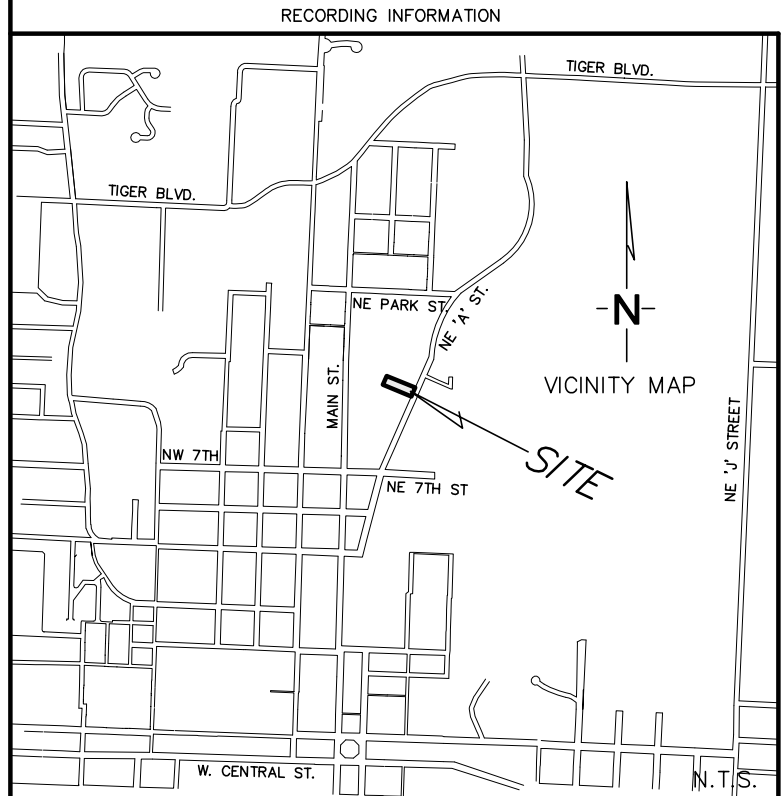 RECORDING INFORMATION
TIGER BLVD.
TIGER BLVD.
NE PARK ST.
NE 'A' ST.
N
VICINITY MAP
MAIN ST.
NE 'J' STREET
SITE
NW 7TH
NE 7TH ST
W. CENTRAL ST.
N.T.S.